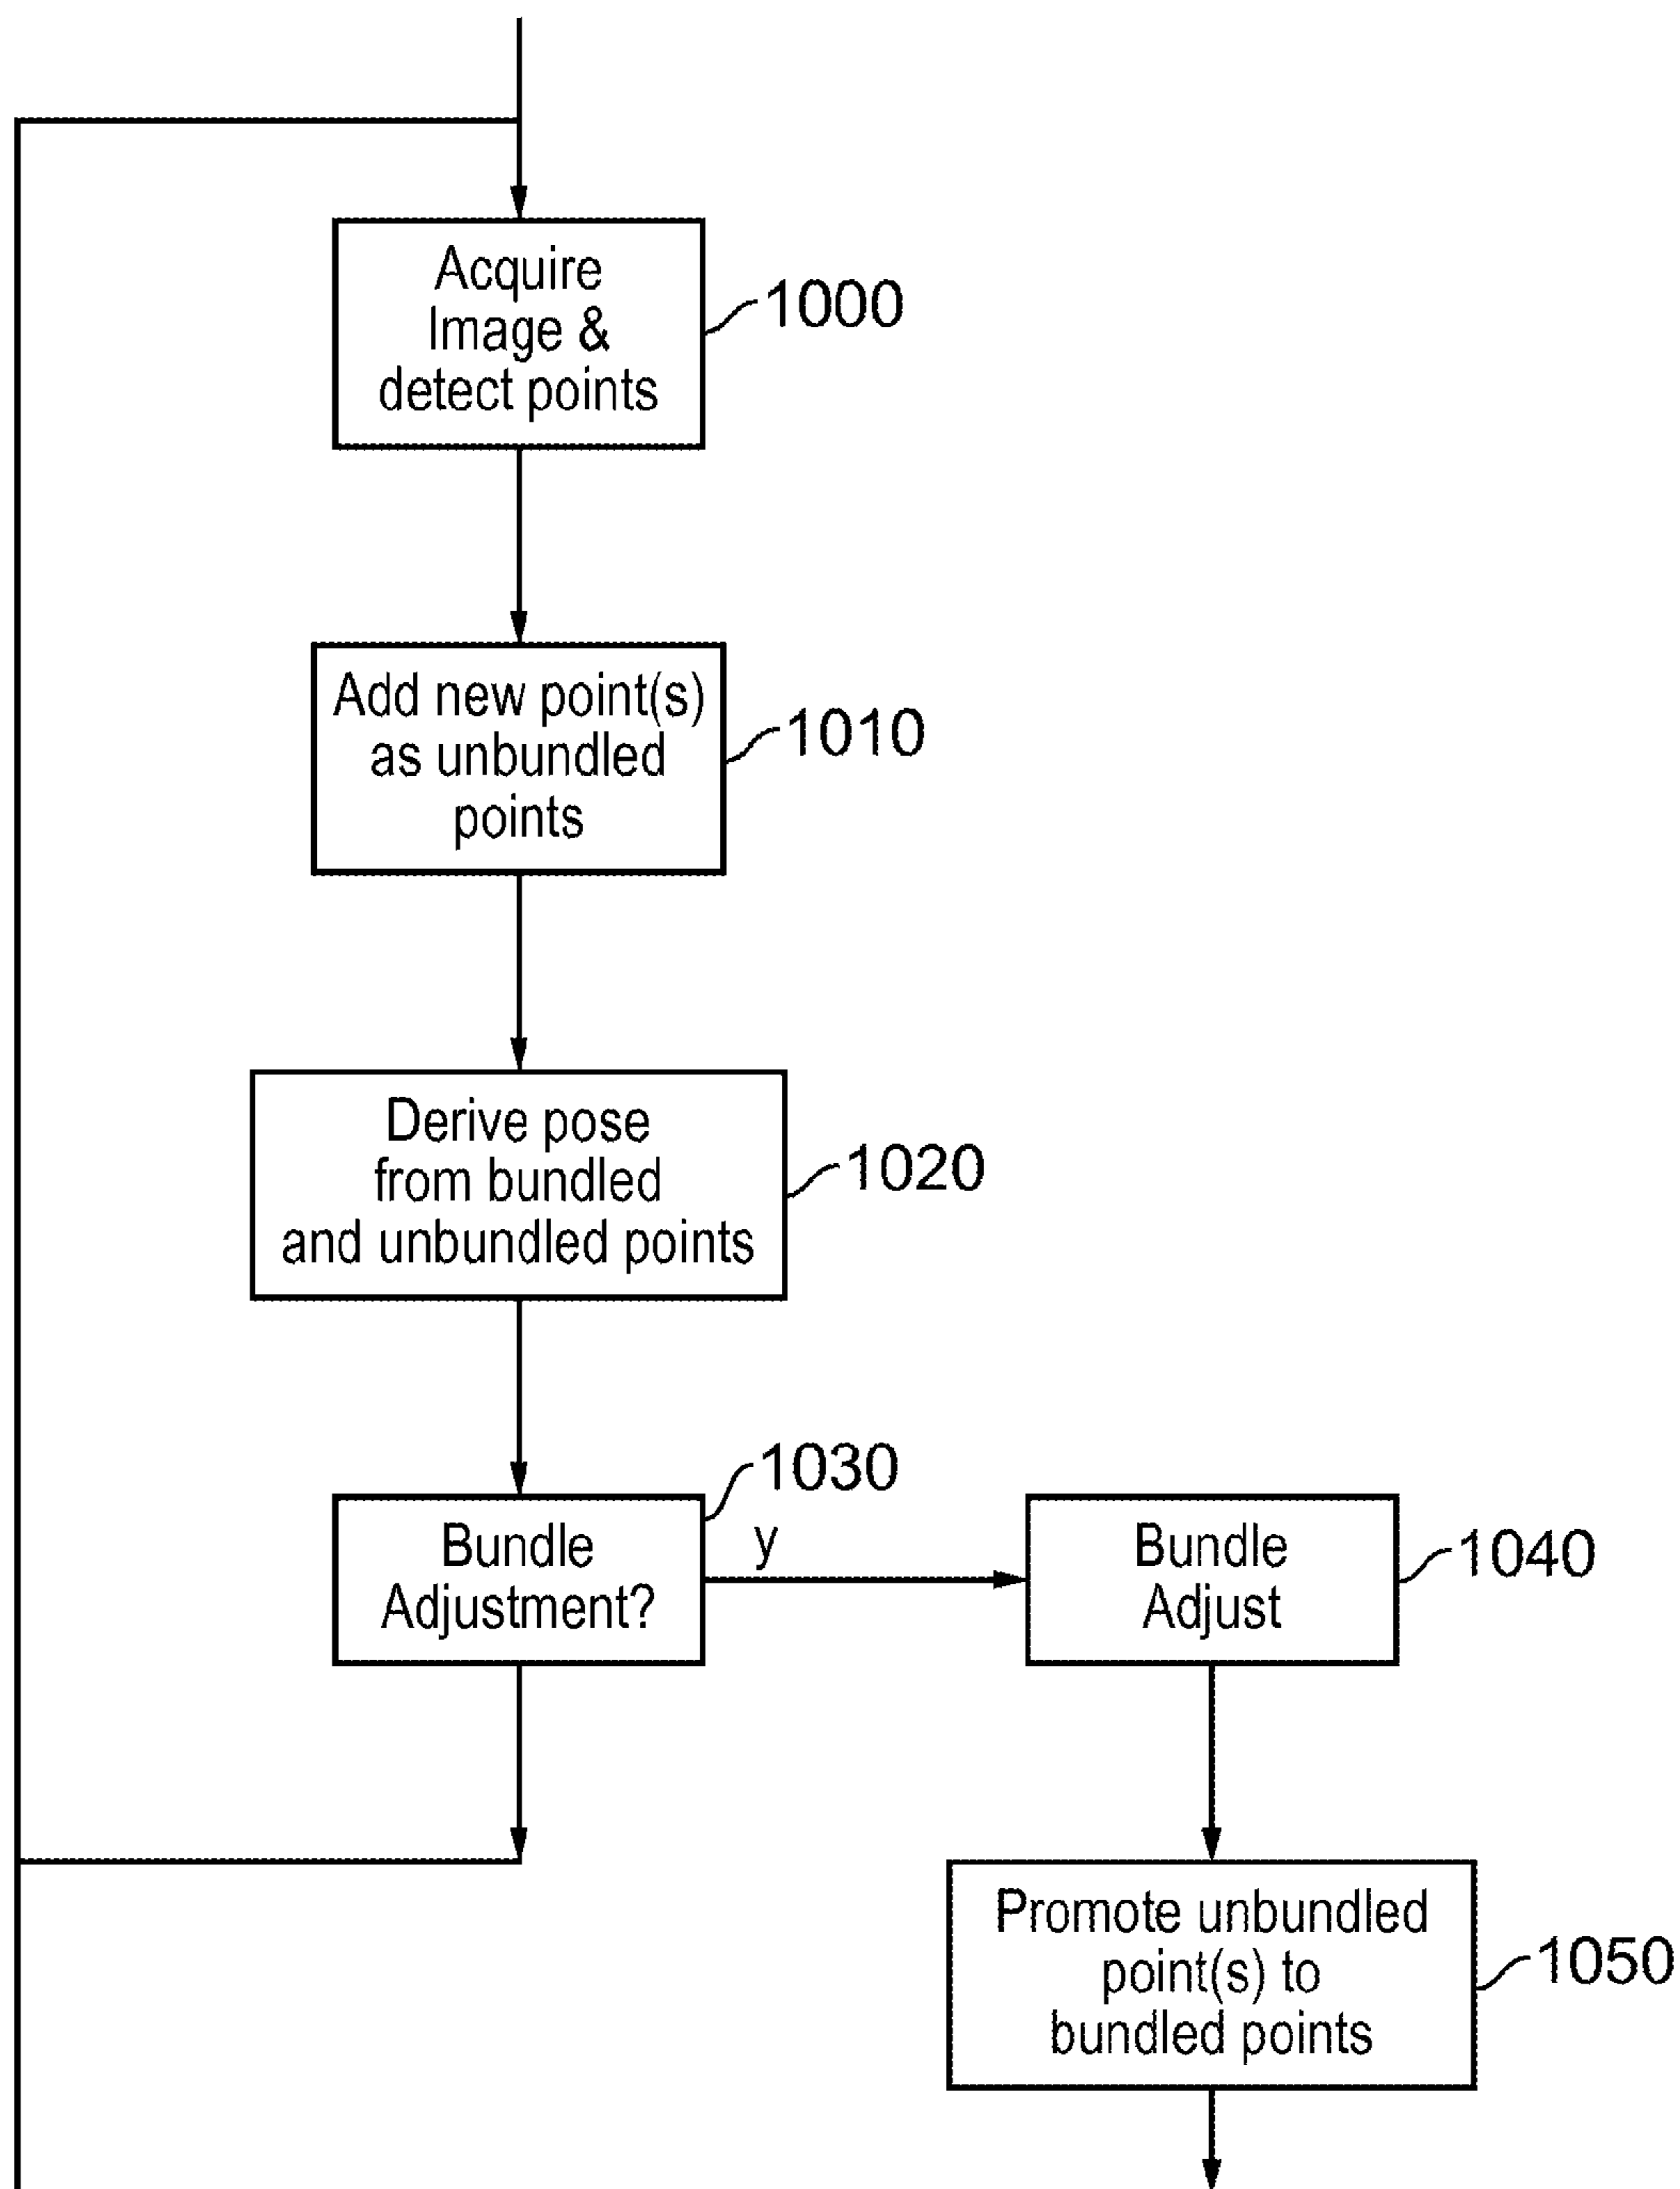 Acquire
Image &
detect points
1000
Add new point(s)
as unbundled
points
1010
Derive pose
from bundled
and unbundled points
1020
Bundle
Adjustment?
1030
y
Bundle
Adjust
1040
Promote unbundled
point(s) to
bundled points
1050